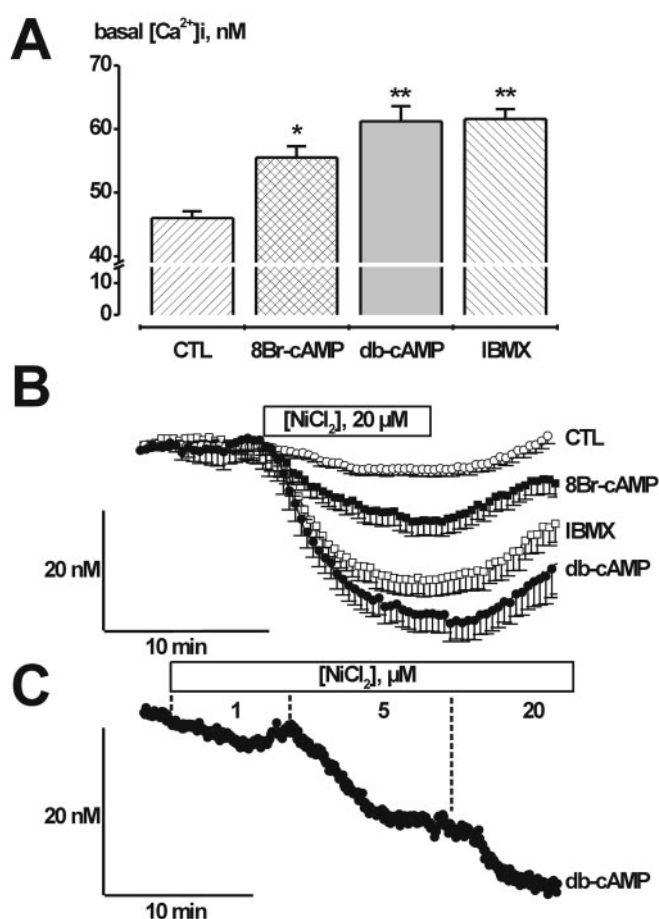 A
basal [Ca²⁺]i, nM
70
60
50
40
10
0
*
**
**
CTL
8Br-cAMP
db-cAMP
IBMX
B
[NiCl₂], 20 µM
CTL
8Br-cAMP
IBMX
db-cAMP
20 nM
10 min
C
[NiCl₂], µM
1
5
20
20 nM
db-cAMP
10 min